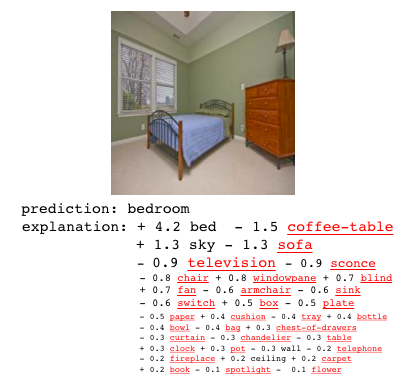 prediction: bedroom
explanation: + 4.2 bed - 1.5 coffee-table
+ 1.3 sky - 1.3 sofa
- 0.9 television - 0.9 sconce
- 0.8 chair + 0.8 windowpane + 0.7 blind
+ 0.7 fan - 0.6 armchair - 0.6 sink
- 0.6 switch + 0.5 box - 0.5 plate
- 0.5 paper + 0.4 cushion - 0.4 tray + 0.4 bottle
- 0.4 bowl - 0.4 bag + 0.3 chest-of-drawers
- 0.3 curtain - 0.3 chandelier - 0.3 table
+ 0.3 clock + 0.3 pot - 0.3 wall - 0.2 telephone
- 0.2 fireplace + 0.2 ceiling + 0.2 carpet
+ 0.2 book - 0.1 spotlight - 0.1 flower